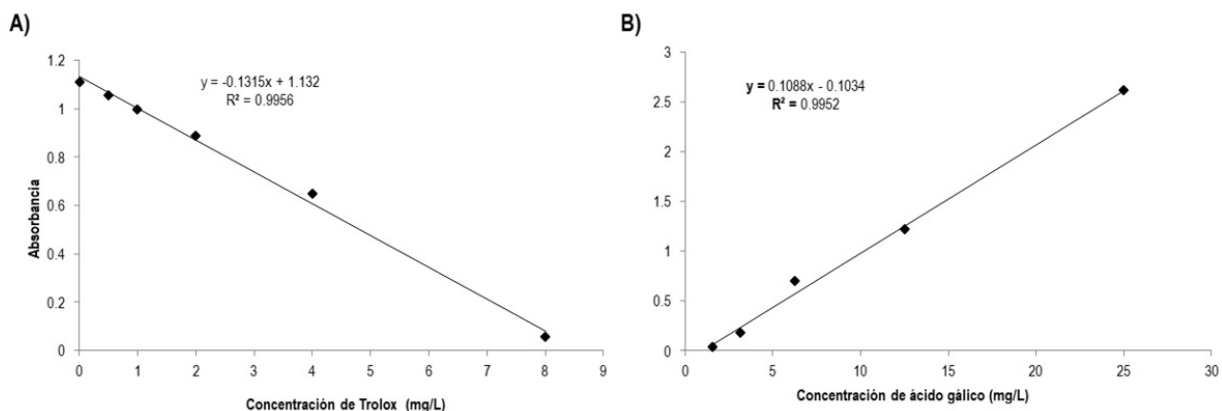 A)
1.2
1
0.8
0.6
0.4
0.2
0
Absorbancia
y = -0.1315x + 1.132
R² = 0.9956
0 1 2 3 4 5 6 7 8 9
Concentración de Trolox (mg/L)
B)
3
2.5
2
1.5
1
0.5
0
y = 0.1088x - 0.1034
R² = 0.9952
0 5 10 15 20 25 30
Concentración de ácido gálico (mg/L)